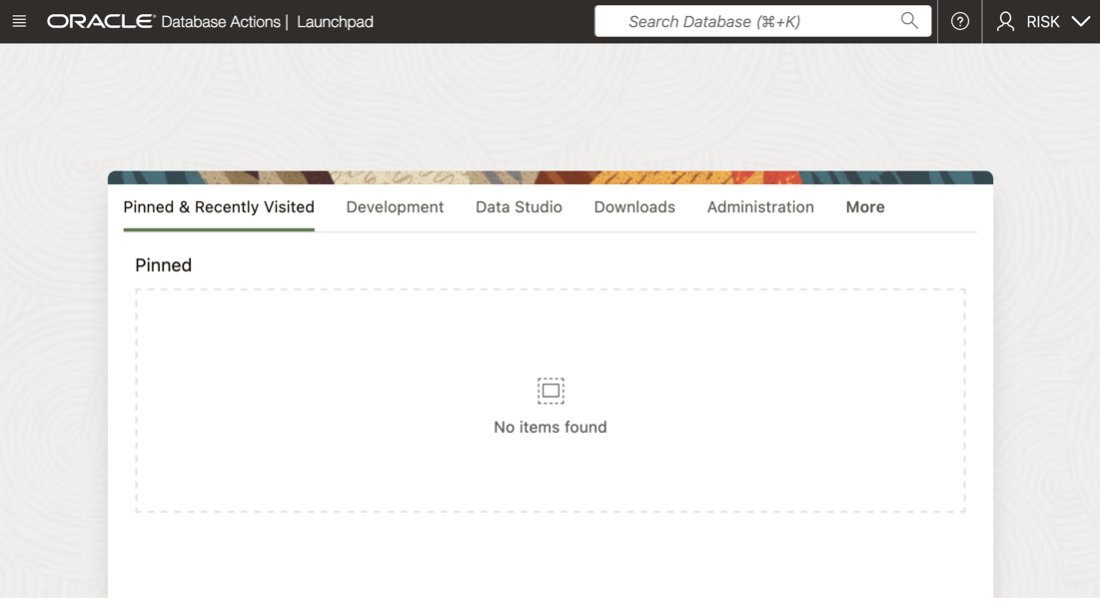 ORACLE Database Actions | Launchpad
Search Database (⌘+K)
RISK
Pinned & Recently Visited
Development
Data Studio
Downloads
Administration
More
Pinned
No items found